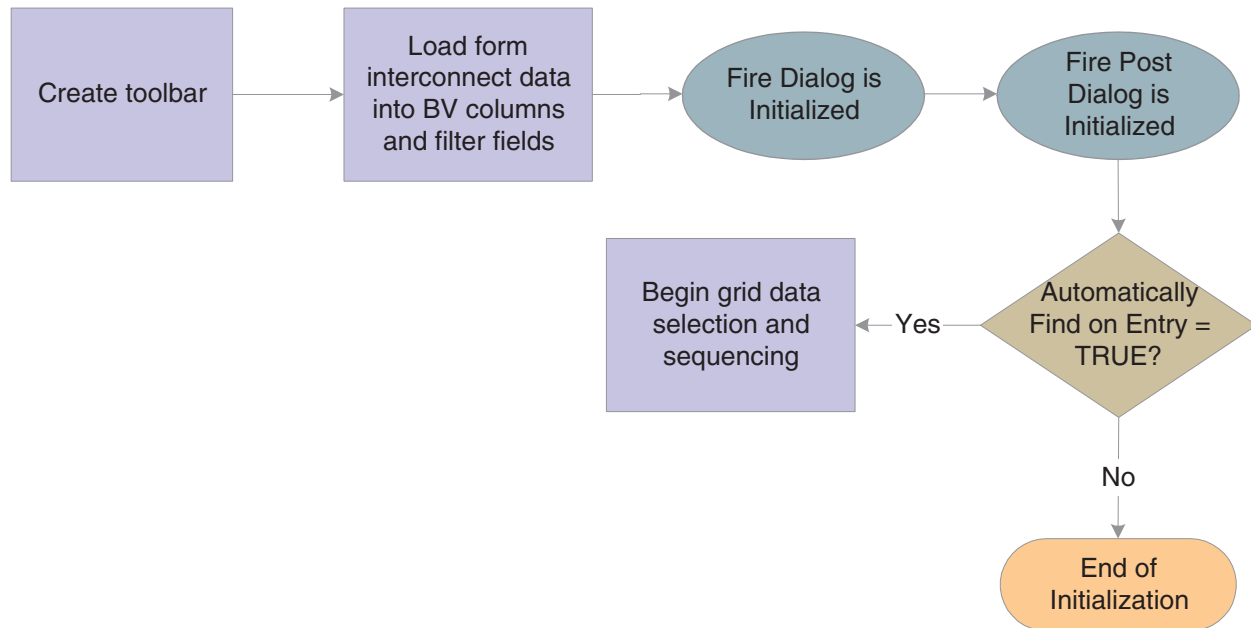 Create toolbar
Load form
interconnect data
into BV columns
and filter fields
Fire Dialog is
Initialized
Fire Post
Dialog is
Initialized
Automatically
Find on Entry =
TRUE?
Yes
Begin grid data
selection and
sequencing
No
End of
Initialization